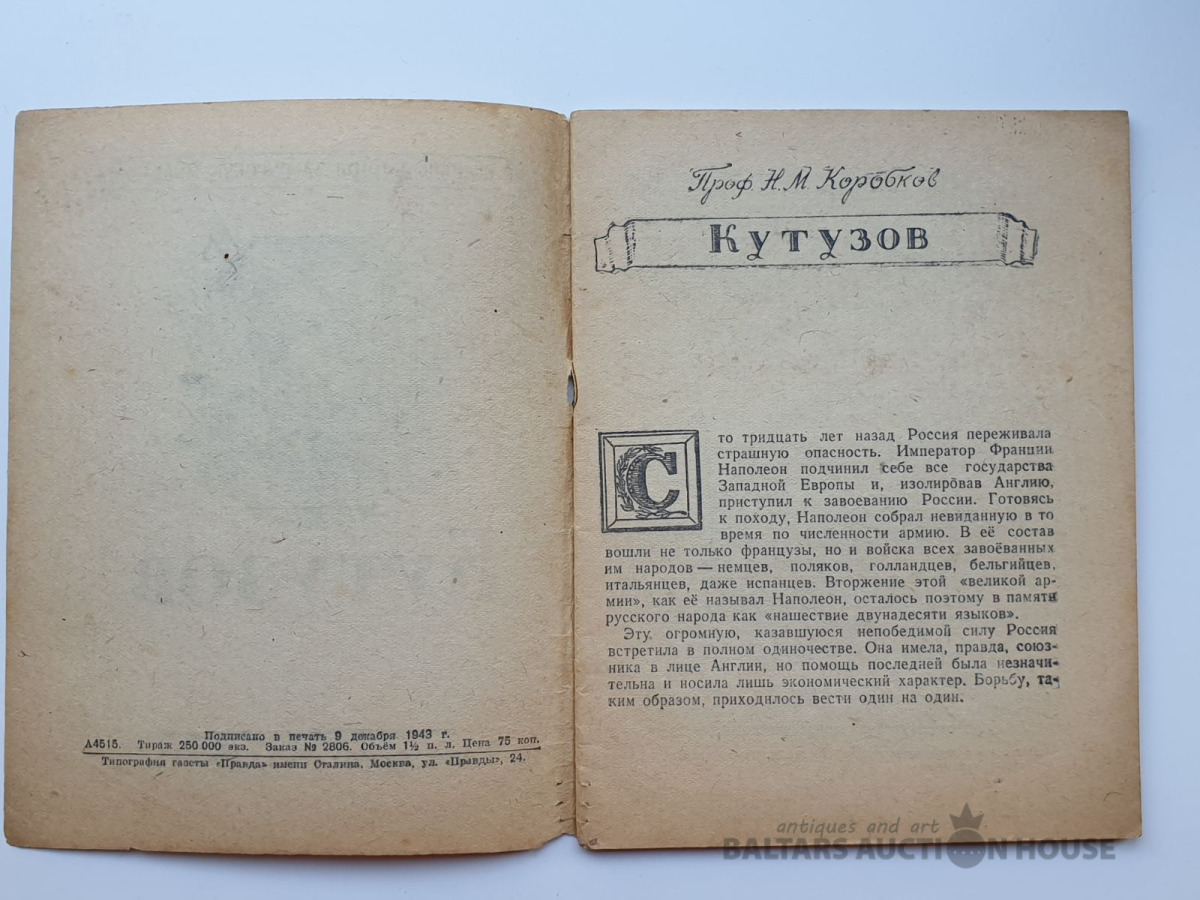 Подписано в печать 9 декабря 1943 г.
А4515. Тираж 250 000 экз. Заказ № 2806. Объём 1½ п. л. Цена 75 коп.
Типография газеты «Правда» имени Сталина, Москва, ул. «Правды», 24.
Проф. Н. М. Коробков
Кутузов
Сто тридцать лет назад Россия переживала
страшную опасность. Император Франции
Наполеон подчинил себе все государства
Западной Европы и, изолировав Англию,
приступил к завоеванию России. Готовясь
к походу, Наполеон собрал невиданную в то
время по численности армию. В её состав
вошли не только французы, но и войска всех завоёванных
им народов — немцев, поляков, голландцев, бельгийцев,
итальянцев, даже испанцев. Вторжение этой «великой ар-
мии», как её называл Наполеон, осталось поэтому в памяти
русского народа как «нашествие двунадесяти языков».
Эту огромную, казавшуюся непобедимой силу Россия
встретила в полном одиночестве. Она имела, правда, союз-
ника в лице Англии, но помощь последней была незначи-
тельна и носила лишь экономический характер. Борьбу, та-
ким образом, приходилось вести один на один.
antiques and art
BALTARS AUCTION HOUSE